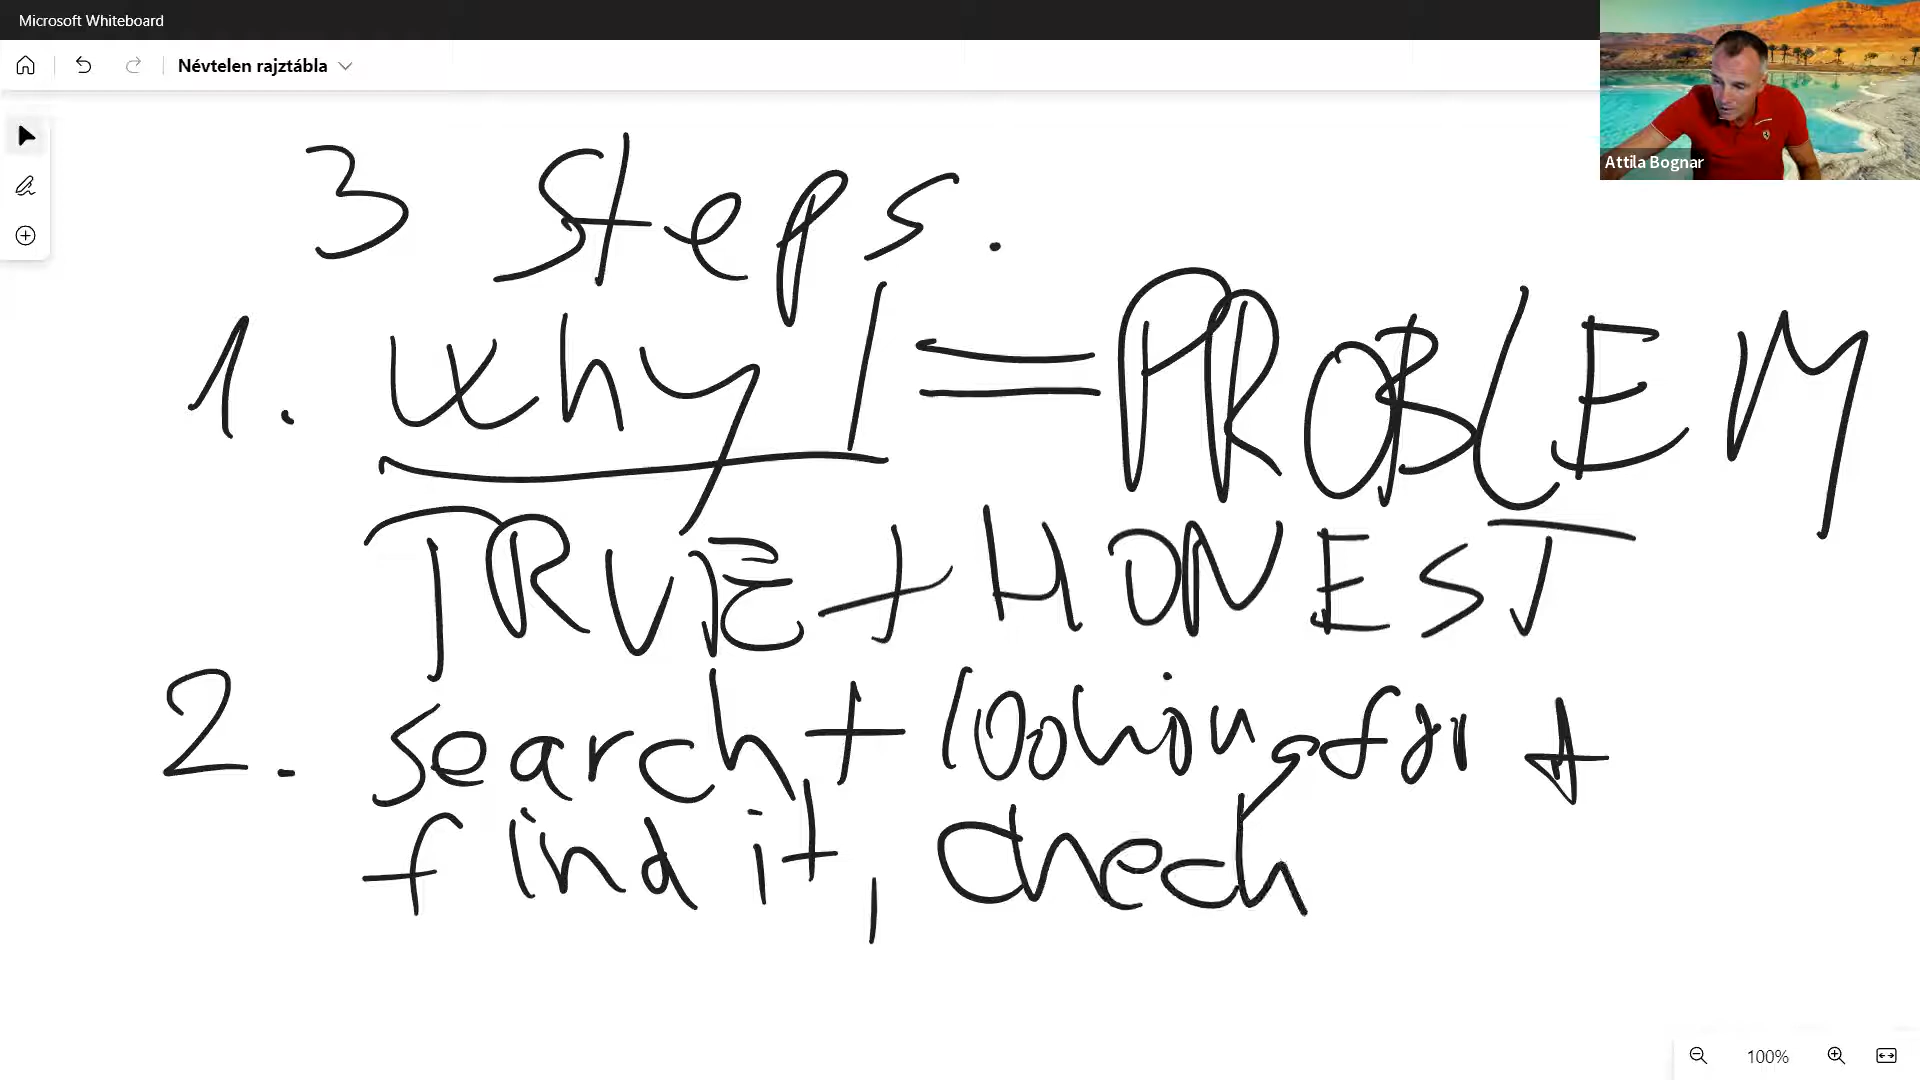 Microsoft Whiteboard
Névtelen rajztábla
Attila Bognar
3 steps.
1. Why | = PROBLEM
TRUE + HONEST
2. search + looking for +
find it, check
100%